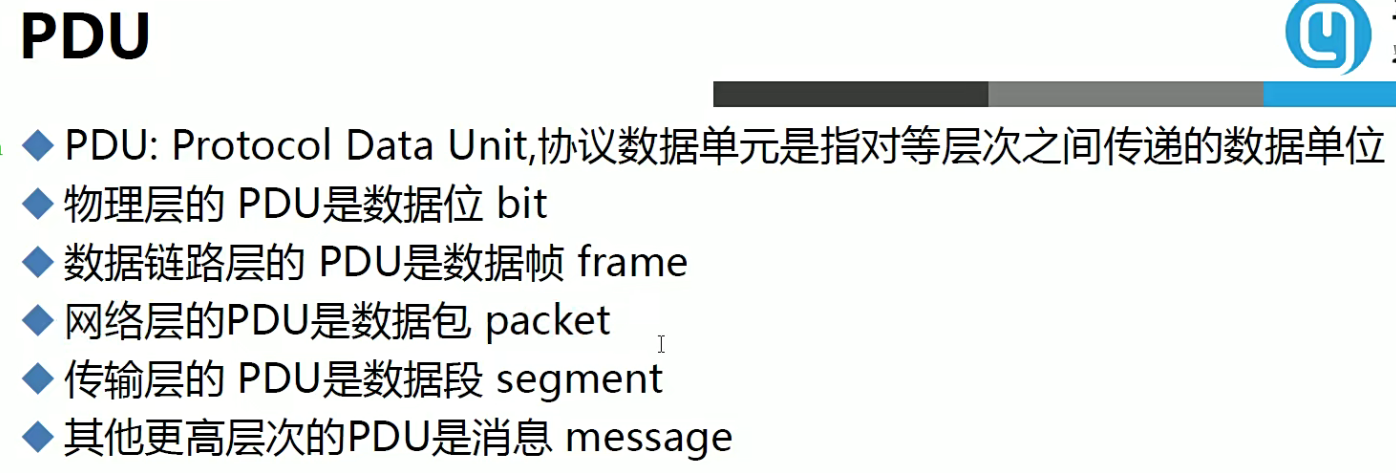 PDU
PDU: Protocol Data Unit,协议数据单元是指对等层次之间传递的数据单位
物理层的 PDU是数据位 bit
数据链路层的 PDU是数据帧 frame
网络层的PDU是数据包 packet
传输层的 PDU是数据段 segment
其他更高层次的PDU是消息 message